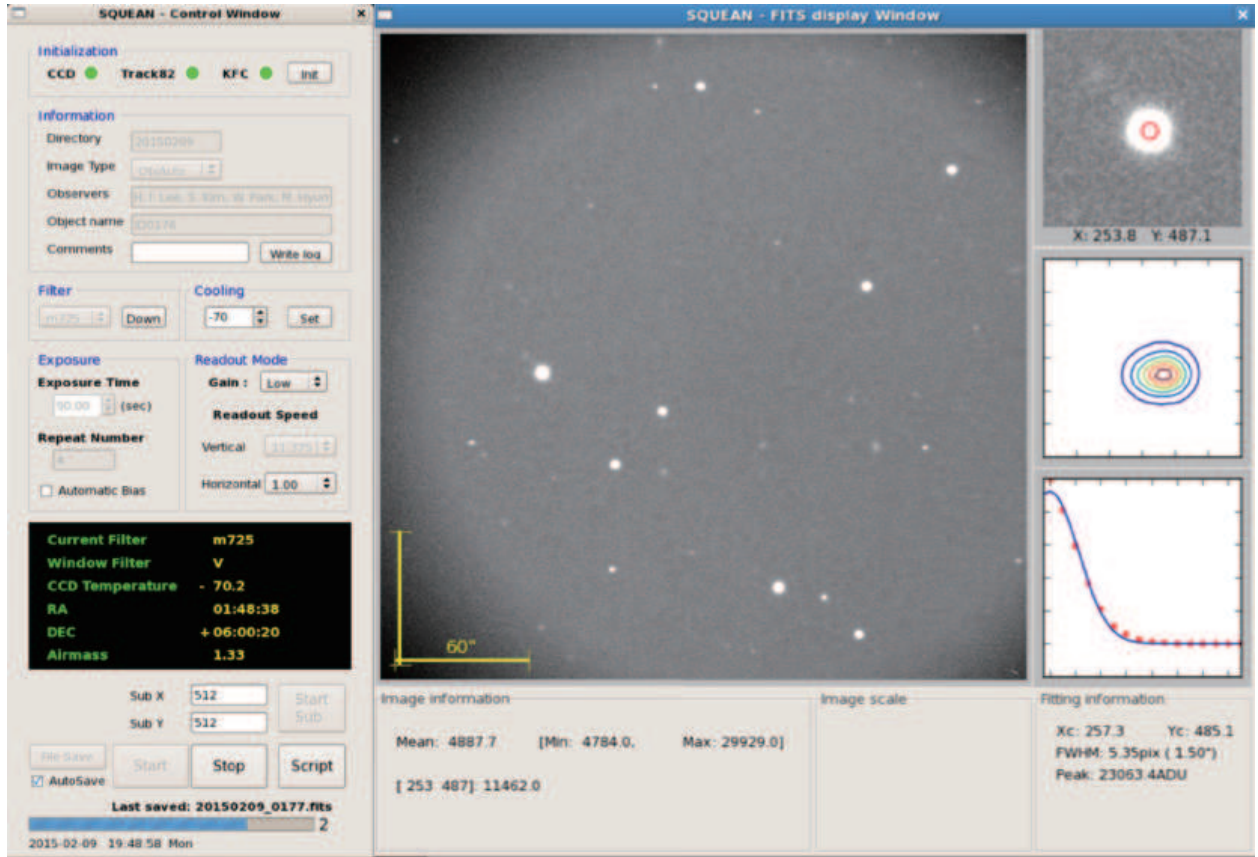 SQUEAN - Control Window
Initialization
CCD Track82 KFC Init
Information
Directory 20150209
Image Type
Observers
Object name
Comments Write log
Filter
m725 Down
Cooling
-70 Set
Exposure
Exposure Time
90.00 (sec)
Repeat Number
Automatic Bias
Readout Mode
Gain : Low
Readout Speed
Vertical
Horizontal 1.00
Current Filter m725
Window Filter V
CCD Temperature - 70.2
RA 01:48:38
DEC + 06:00:20
Airmass 1.33
Sub X 512
Sub Y 512
Start Sub
File Save
AutoSave
Start
Stop
Script
Last saved: 20150209_0177.fits
2
2015-02-09 19:48:58 Mon
SQUEAN - FITS display Window
60"
X: 253.8 Y: 487.1
Image information
Mean: 4887.7 [Min: 4784.0, Max: 29929.0]
[ 253 487]: 11462.0
Image scale
Fitting information
Xc: 257.3 Yc: 485.1
FWHM: 5.35pix ( 1.50")
Peak: 23063.4ADU